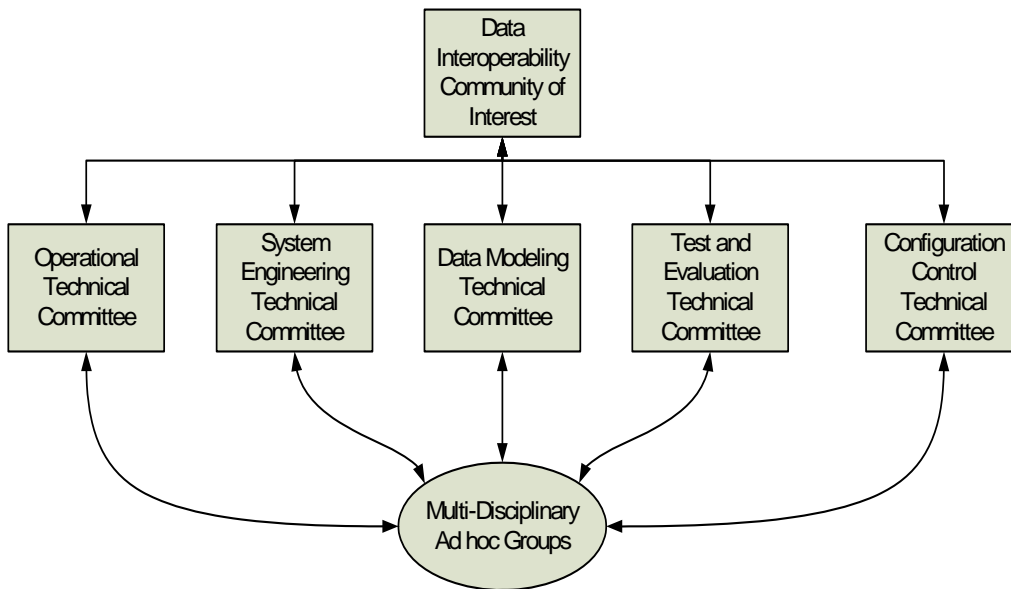 Data
Interoperability
Community of
Interest
Operational
Technical
Committee
System
Engineering
Technical
Committee
Data Modeling
Technical
Committee
Test and
Evaluation
Technical
Committee
Configuration
Control
Technical
Committee
Multi-Disciplinary
Ad hoc Groups